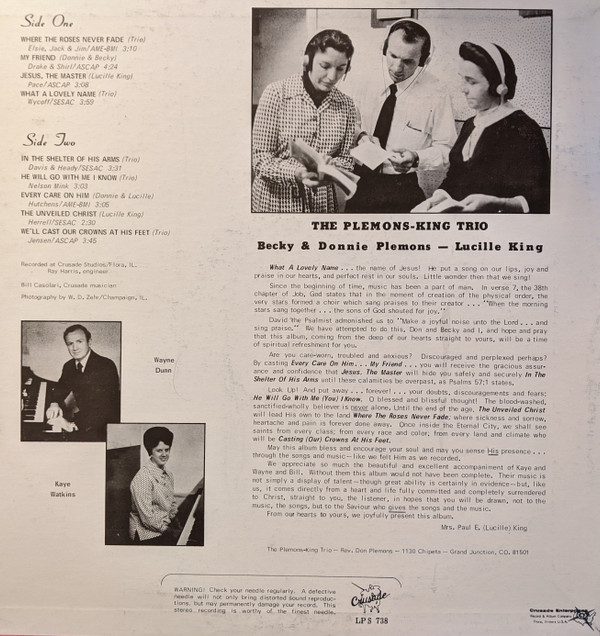 Side One
WHERE THE ROSES NEVER FADE (Trio)
Elsie, Jack & Jim/AME-BMI 3:10
MY FRIEND (Donnie & Becky)
Drake & Shirl/ASCAP 4:24
JESUS, THE MASTER (Lucille King)
Pace/ASCAP 3:08
WHAT A LOVELY NAME (Trio)
Wycoff/SESAC 3:59
Side Two
IN THE SHELTER OF HIS ARMS (Trio)
Davis & Heady/SESAC 3:31
HE WILL GO WITH ME I KNOW (Trio)
Nelson Mink 3:03
EVERY CARE ON HIM (Donnie & Lucille)
Hutchens/AME-BMI 3:05
THE UNVEILED CHRIST (Lucille King)
Herrell/SESAC 2:30
WE'LL CAST OUR CROWNS AT HIS FEET (Trio)
Jensen/ASCAP 3:45
Recorded at Crusade Studios/Flora, IL.
Ray Harris, engineer
Bill Casolari, Crusade musician
Photography by W. D. Zehr/Champaign, IL.
Wayne
Dunn
Kaye
Watkins
THE PLEMONS-KING TRIO
Becky & Donnie Plemons — Lucille King
What A Lovely Name . . . the name of Jesus! He put a song on our lips, joy and
praise in our hearts, and perfect rest in our souls. Little wonder then that we sing!
Since the beginning of time, music has been a part of man. In verse 7, the 38th
chapter of Job, God states that in the moment of creation of the physical order, the
very stars formed a choir which sang praises to their creator . . . "When the morning
stars sang together . . . the sons of God shouted for joy."
David the Psalmist admonished us to "Make a joyful noise unto the Lord . . . and
sing praise." We have attempted to do this, Don and Becky and I, and hope and pray
that this album, coming from the deep of our hearts straight to yours, will be a time
of spiritual refreshment for you.
Are you care-worn, troubled and anxious? Discouraged and perplexed perhaps?
By casting Every Care On Him . . . My Friend . . . you will receive the gracious assur-
ance and confidence that Jesus, The Master will hide you safely and securely In The
Shelter Of His Arms until these calamities be overpast, as Psalms 57:1 states.
Look Up! And put away . . . forever! . . . your doubts, discouragements and fears;
He Will Go With Me (You) I Know. O blessed and blissful thought! The blood-washed,
sanctified-wholly believer is never alone. Until the end of the age, The Unveiled Christ
will lead His own to the land Where The Roses Never Fade, where sickness and sorrow,
heartache and pain is forever done away. Once inside the Eternal City, we shall see
saints from every class; from every race and color; from every land and climate who
will be Casting (Our) Crowns At His Feet.
May this album bless and encourage your soul and may you sense His presence . . .
through the songs and music—like we felt Him as we recorded.
We appreciate so much the beautiful and excellent accompaniment of Kaye and
Wayne and Bill. Without them this album would not have been complete. Their music is
not simply a display of talent—though great ability is certainly in evidence—but, like
us, it comes directly from a heart and life fully committed and completely surrendered
to Christ, straight to you, the listener, in hopes that you will be drawn, not to the
music, the songs, but to the Saviour who gives the songs and the music.
From our hearts to yours, we joyfully present this album.
Mrs. Paul E. (Lucille) King
The Plemons-King Trio — Rev. Don Plemons — 1130 Chipeta — Grand Junction, CO. 81501
WARNING! Check your needle regularly. A defective
needle will not only bring distorted sound reproduc-
tions, but may permanently damage your record. This
stereo recording is worthy of the finest needle.
Crusade
LPS 738
Crusade Enterprises
Flora, Illinois U.S.A.